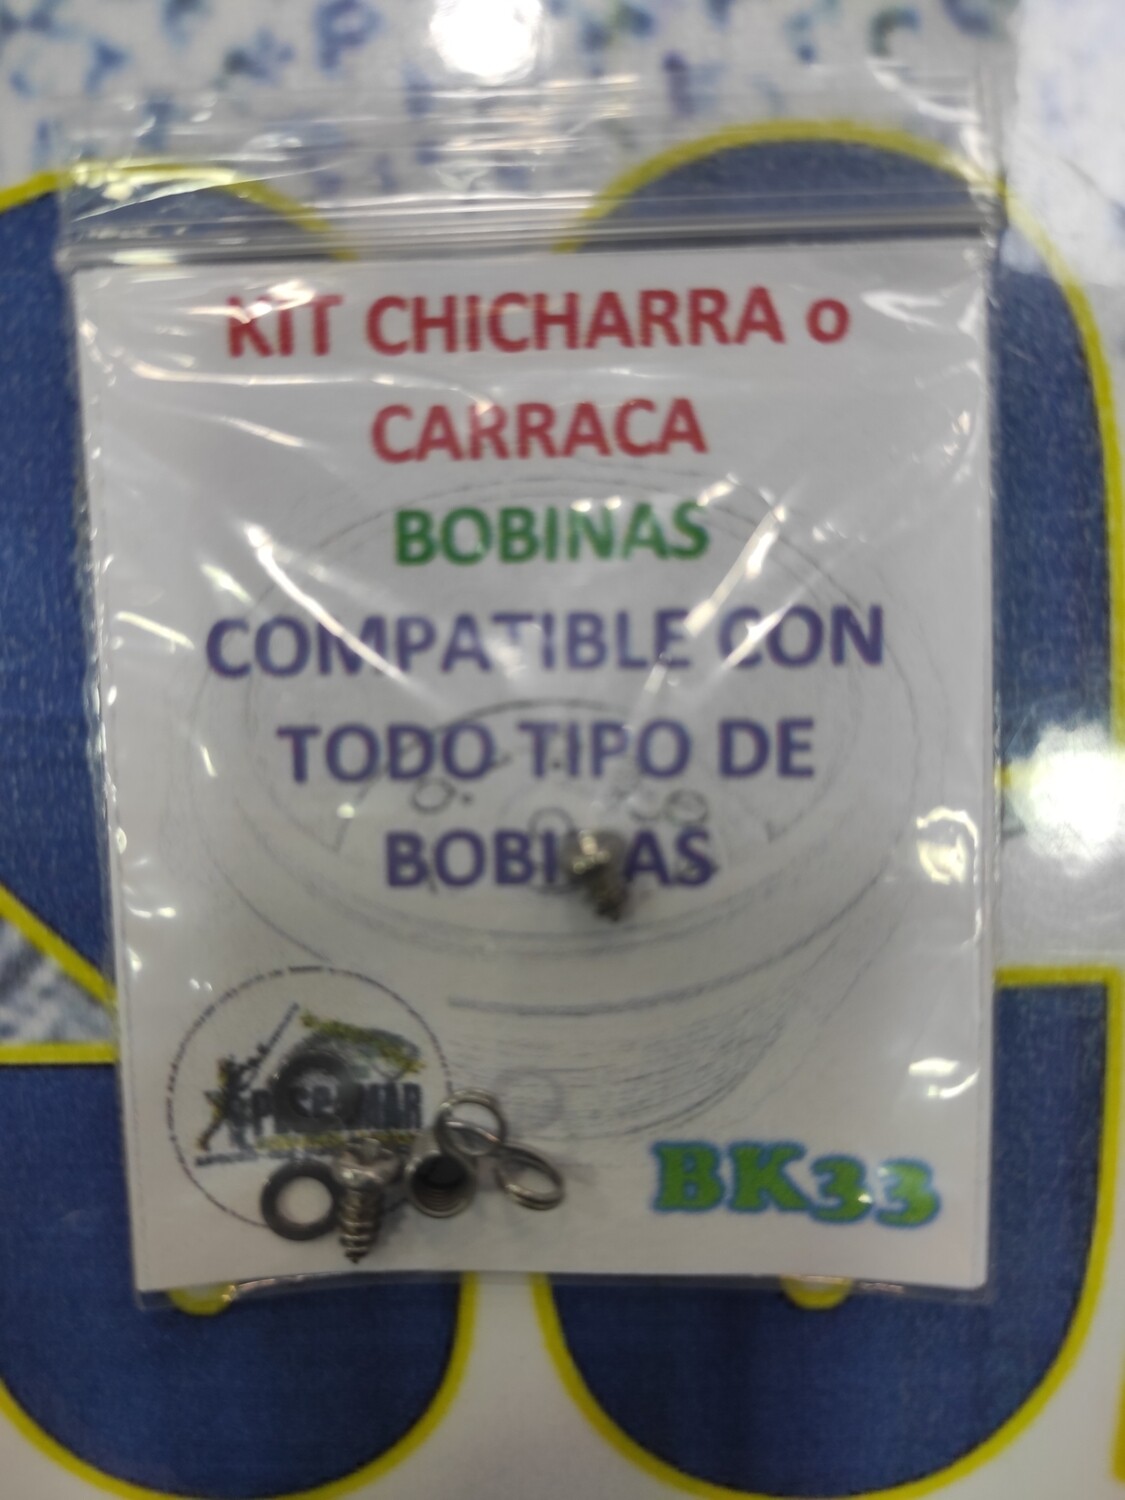 KIT CHICHARRA o
CARRACA
BOBINAS
COMPATIBLE CON
TODO TIPO DE
BOBINAS
BK33